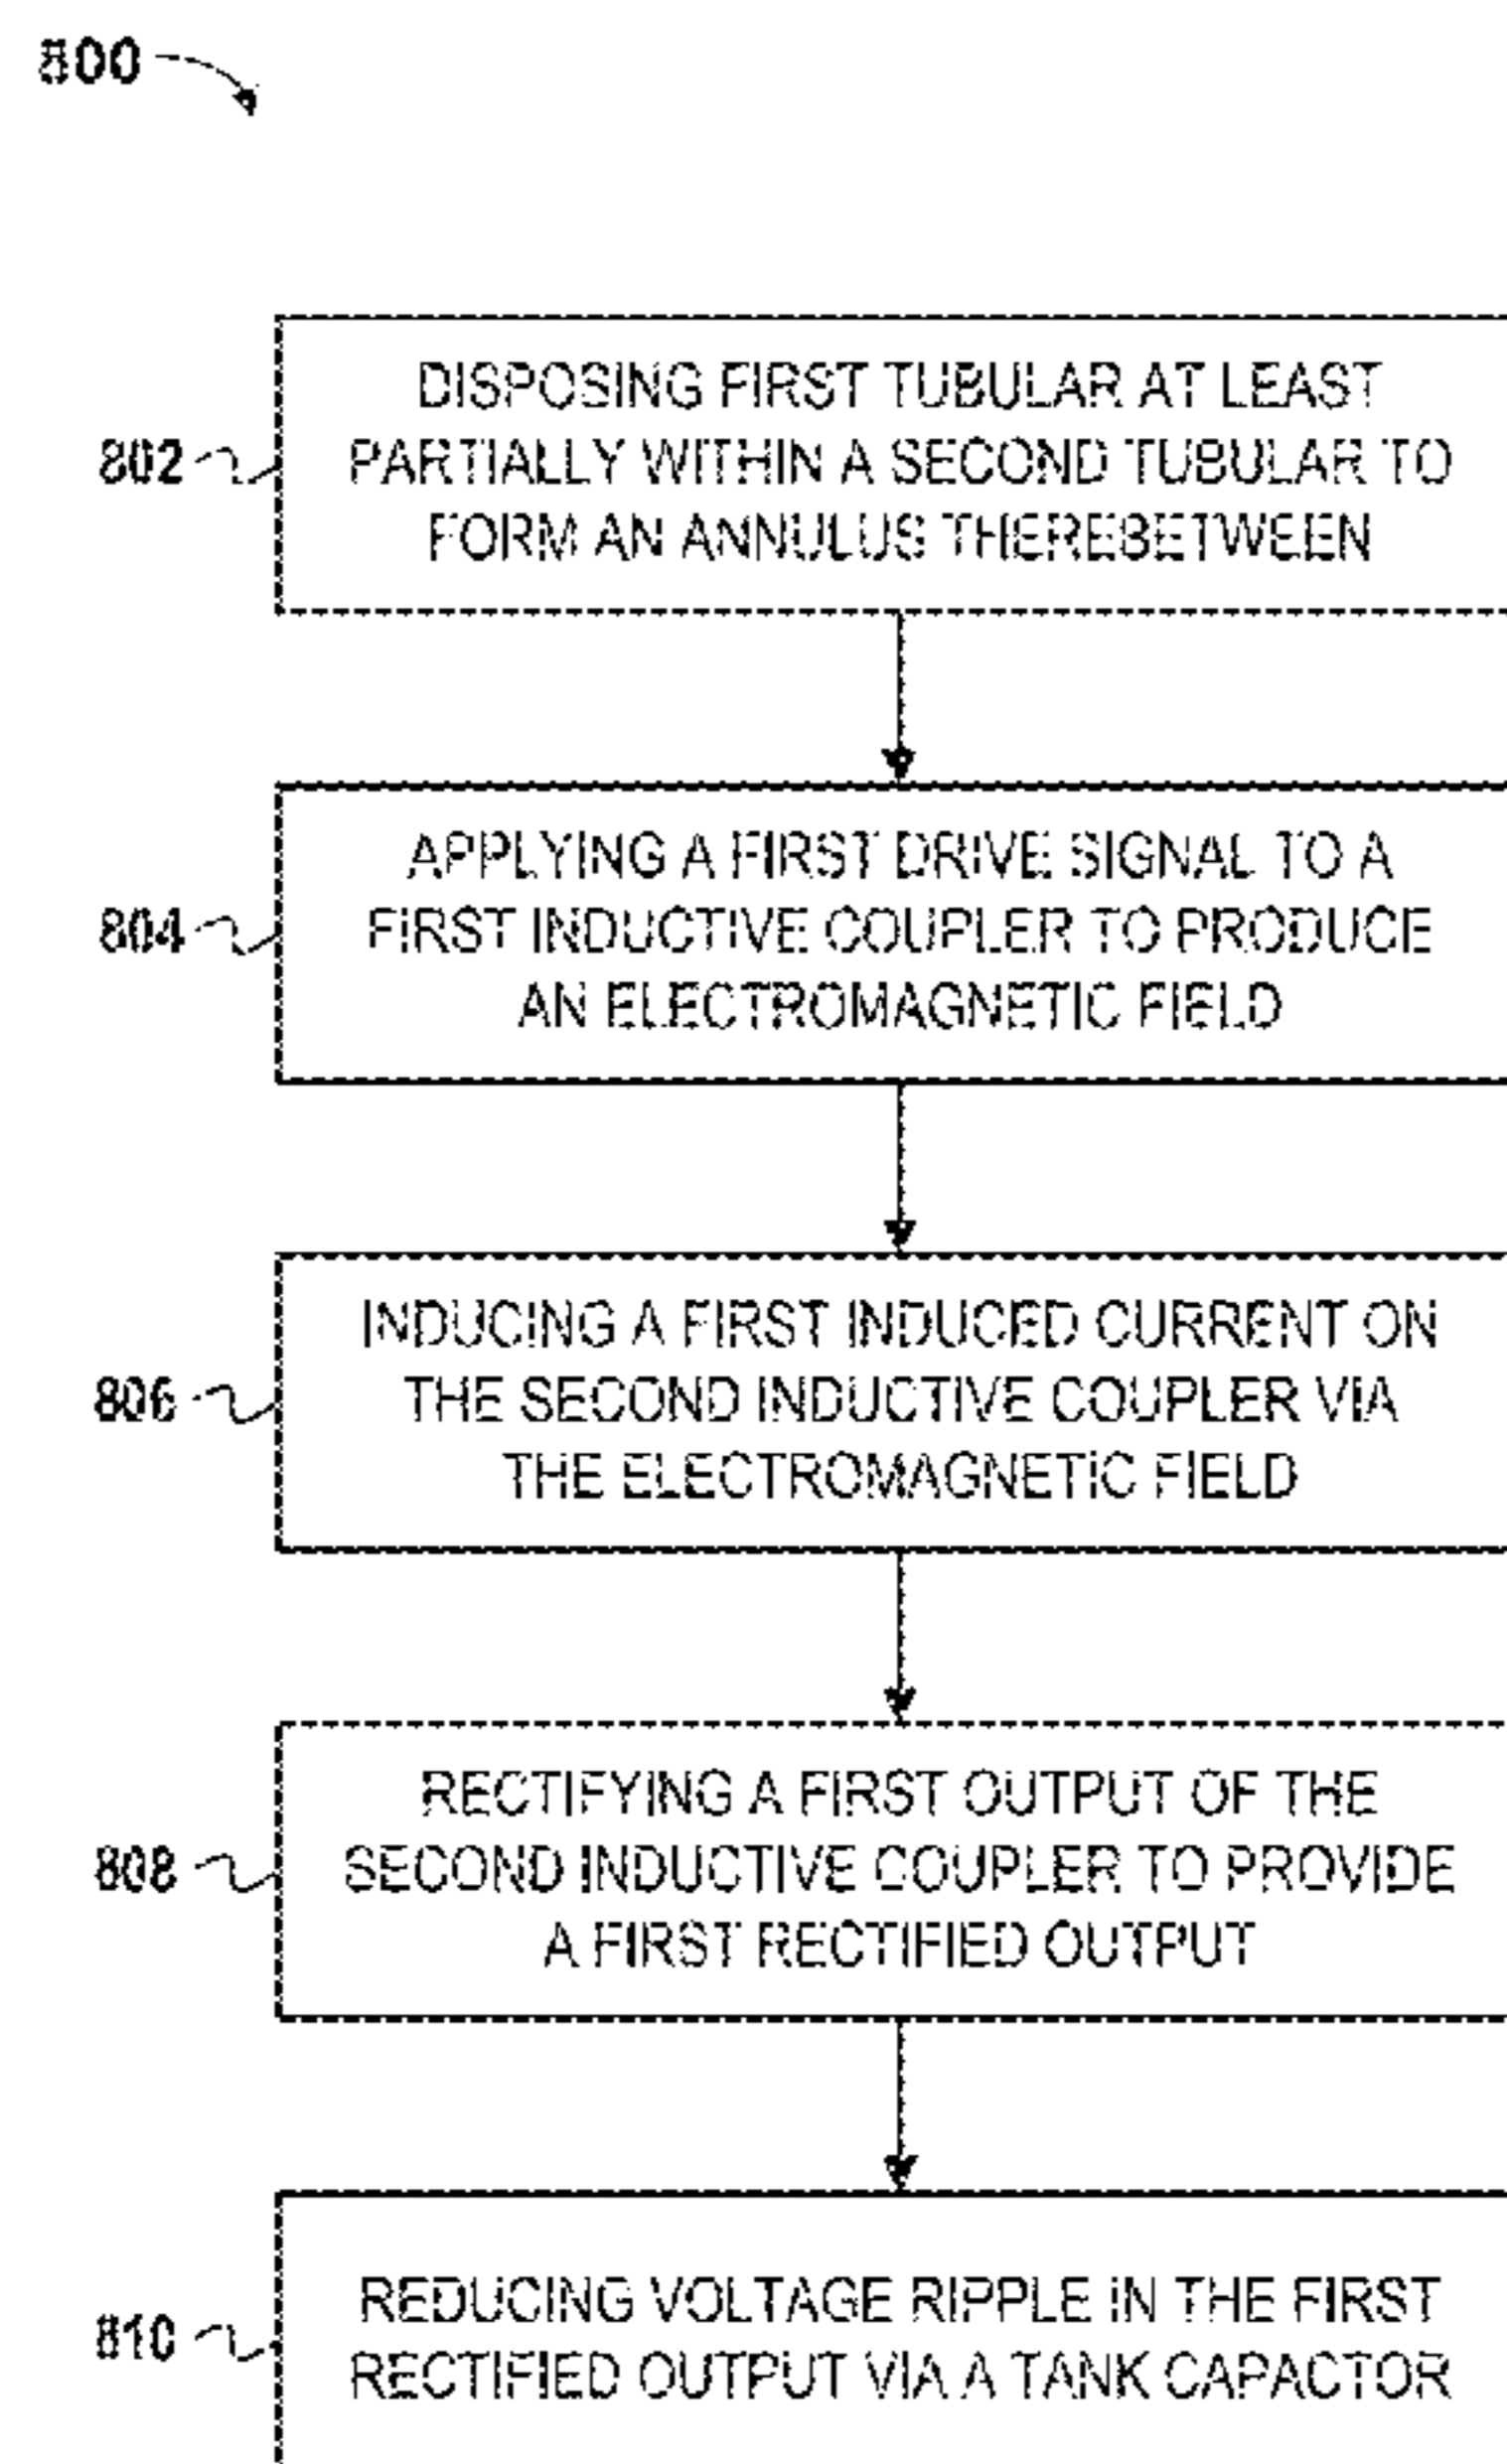 800
802
DISPOSING FIRST TUBULAR AT LEAST
PARTIALLY WITHIN A SECOND TUBULAR TO
FORM AN ANNULUS THEREBETWEEN
804
APPLYING A FIRST DRIVE SIGNAL TO A
FIRST INDUCTIVE COUPLER TO PRODUCE
AN ELECTROMAGNETIC FIELD
806
INDUCING A FIRST INDUCED CURRENT ON
THE SECOND INDUCTIVE COUPLER VIA
THE ELECTROMAGNETIC FIELD
808
RECTIFYING A FIRST OUTPUT OF THE
SECOND INDUCTIVE COUPLER TO PROVIDE
A FIRST RECTIFIED OUTPUT
810
REDUCING VOLTAGE RIPPLE IN THE FIRST
RECTIFIED OUTPUT VIA A TANK CAPACTOR